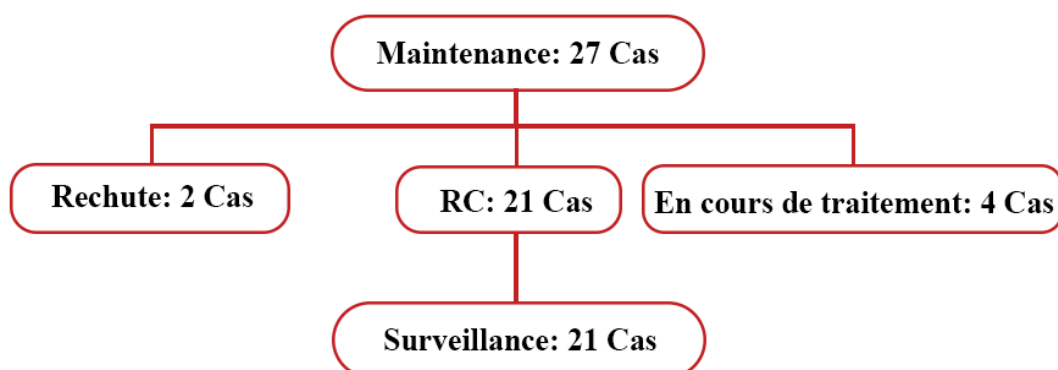 Maintenance: 27 Cas
Rechute: 2 Cas
RC: 21 Cas
En cours de traitement: 4 Cas
Surveillance: 21 Cas